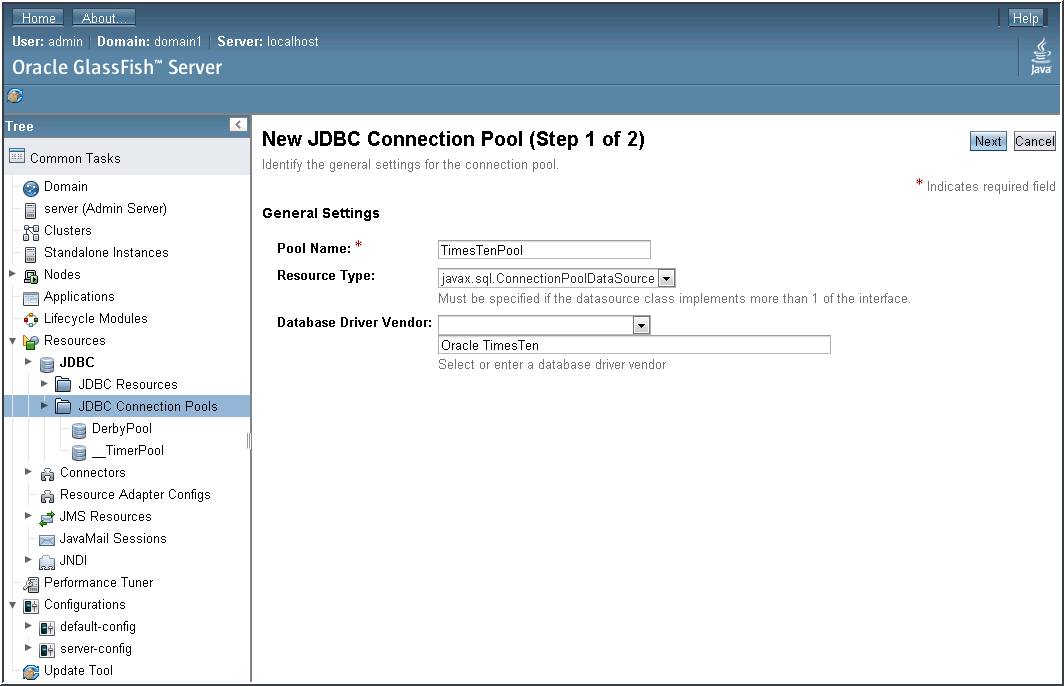 Home About... Help
User: admin Domain: domain1 Server: localhost
Oracle GlassFish™ Server
Java
Tree
Common Tasks
Domain
server (Admin Server)
Clusters
Standalone Instances
Nodes
Applications
Lifecycle Modules
Resources
JDBC
JDBC Resources
JDBC Connection Pools
DerbyPool
__TimerPool
Connectors
Resource Adapter Configs
JMS Resources
JavaMail Sessions
JNDI
Performance Tuner
Configurations
default-config
server-config
Update Tool
New JDBC Connection Pool (Step 1 of 2)
Next Cancel
Identify the general settings for the connection pool.
* Indicates required field
General Settings
Pool Name: * TimesTenPool
Resource Type: javax.sql.ConnectionPoolDataSource
Must be specified if the datasource class implements more than 1 of the interface.
Database Driver Vendor:
Oracle TimesTen
Select or enter a database driver vendor